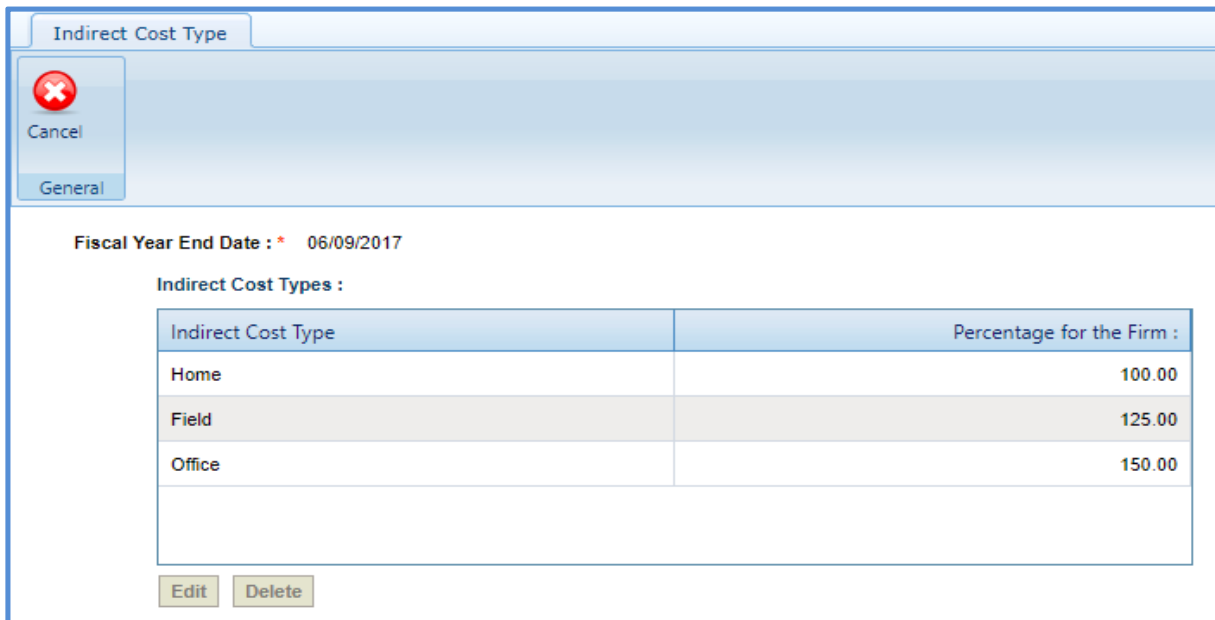 Indirect Cost Type
Cancel
General
Fiscal Year End Date : * 06/09/2017
Indirect Cost Types :
Indirect Cost Type Percentage for the Firm :
Home 100.00
Field 125.00
Office 150.00
Edit Delete